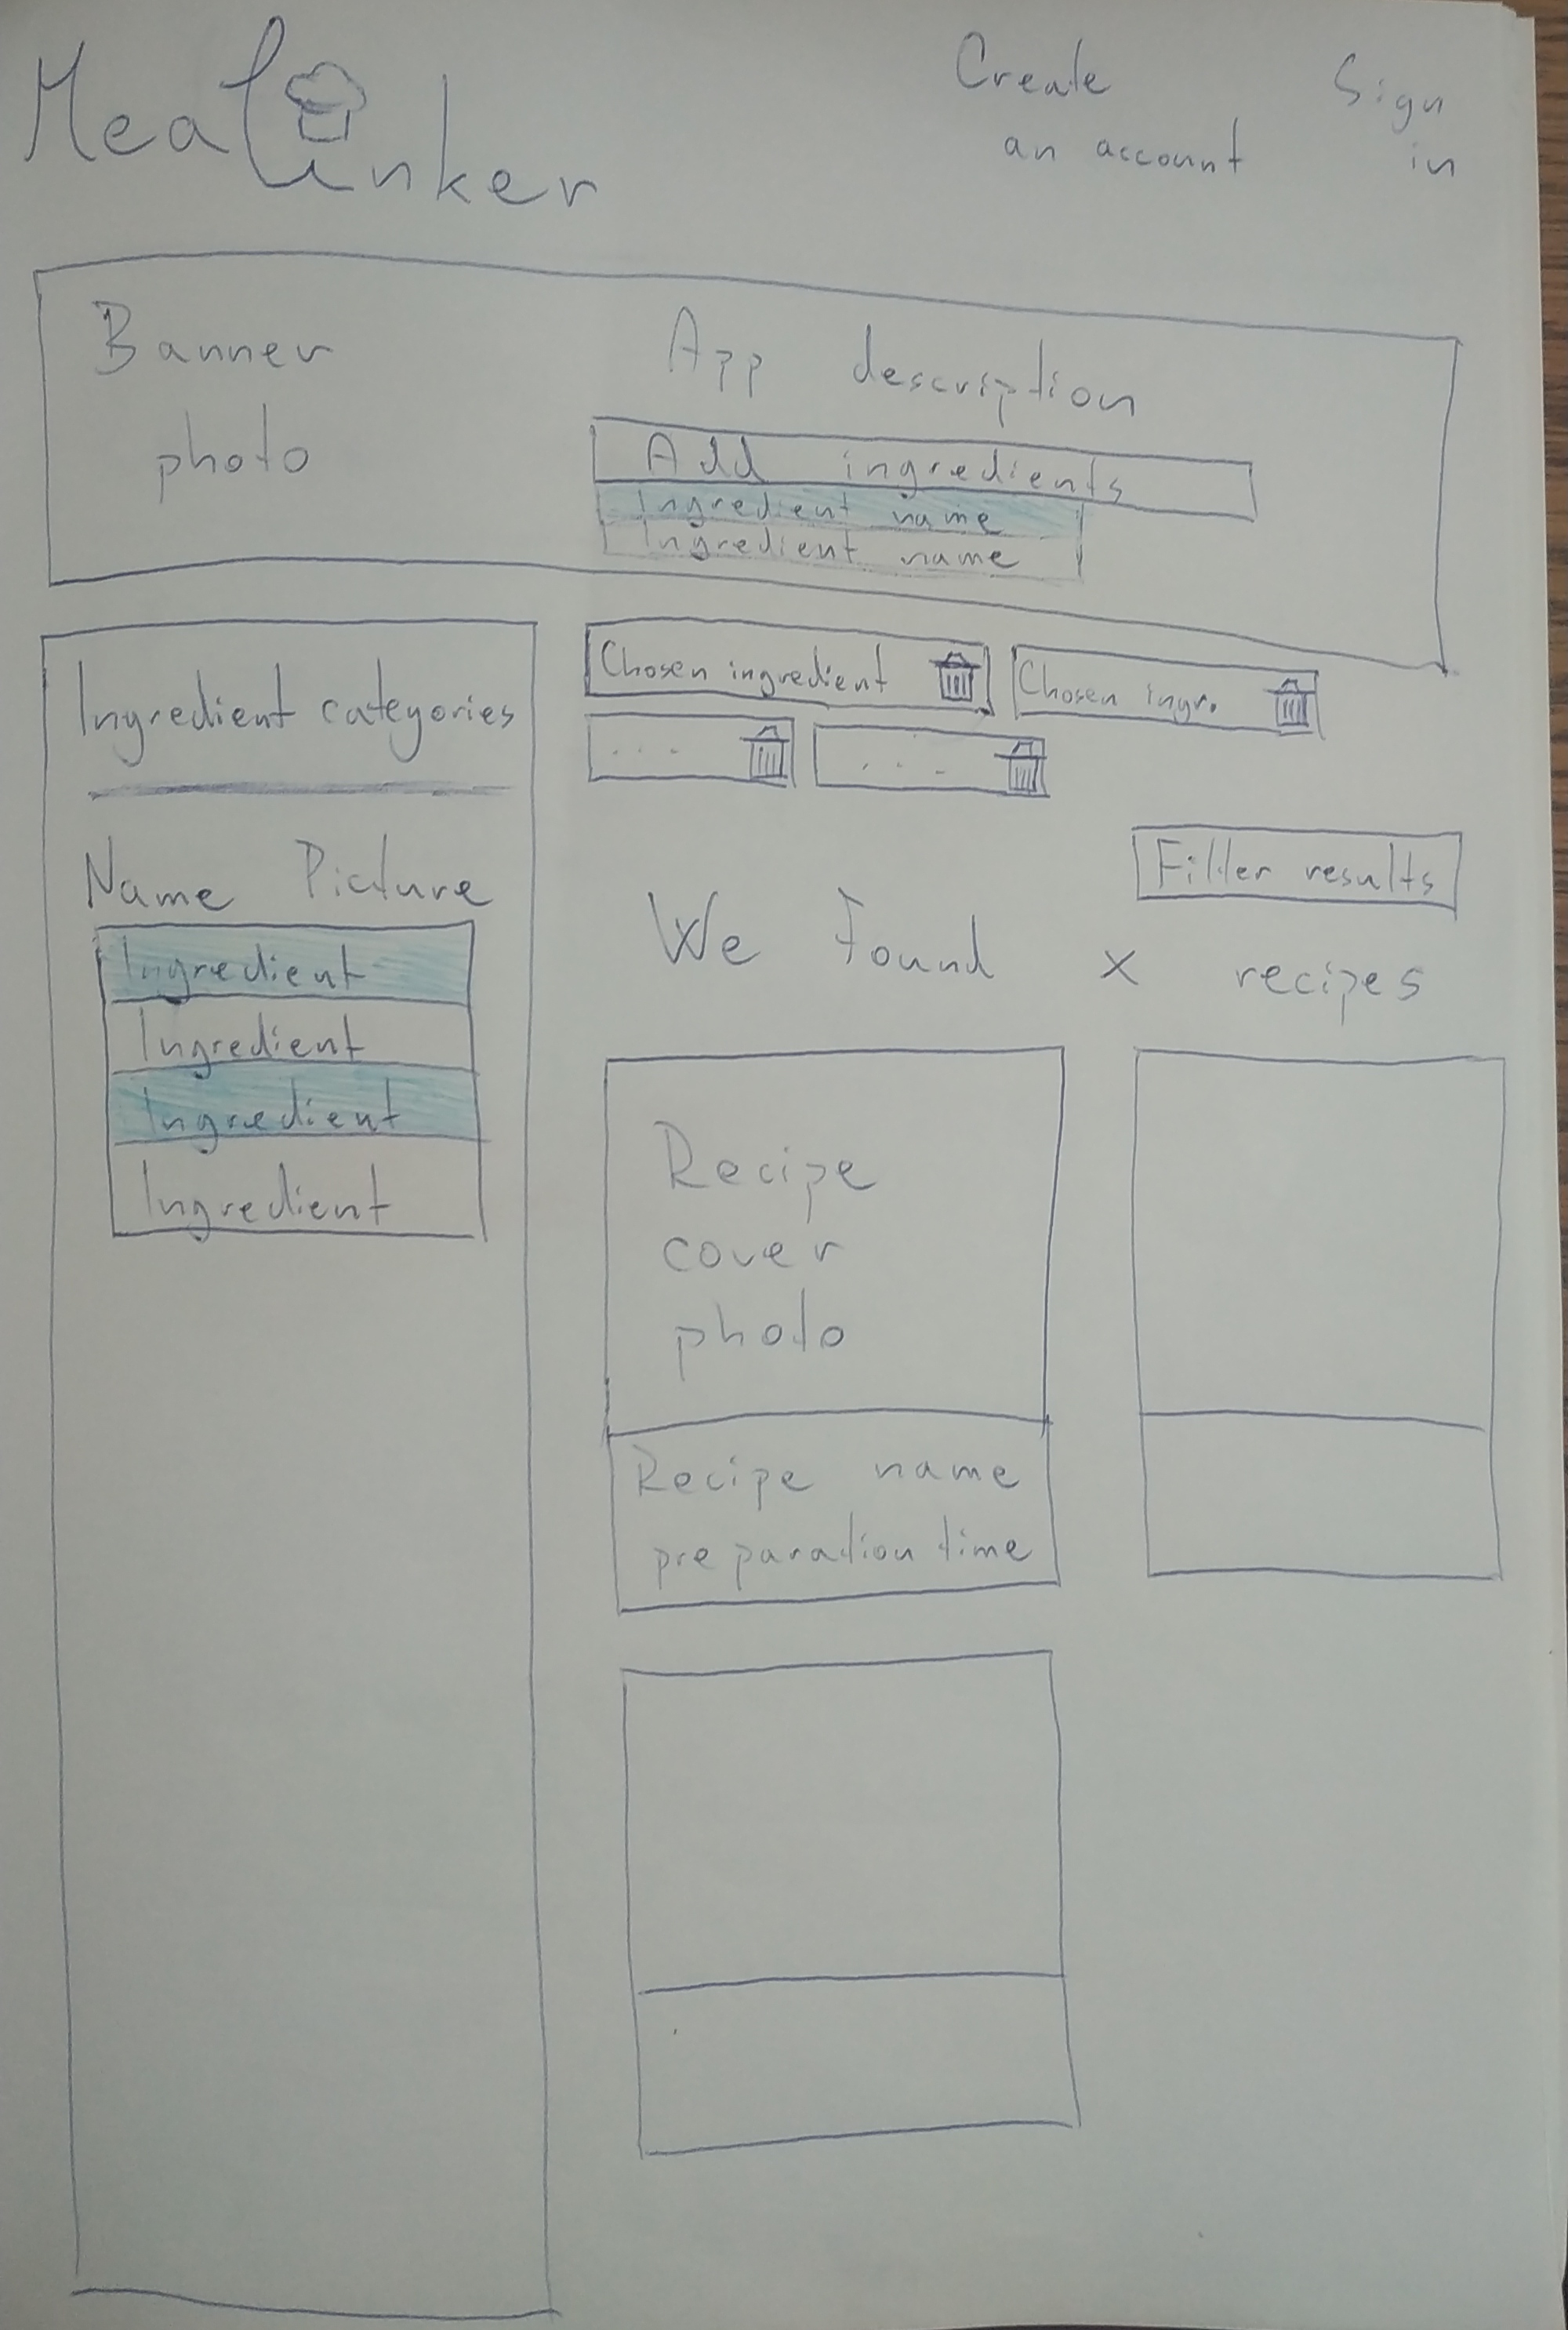 Mealinker
Create
an account
Sign
in
Banner
photo
App description
Add ingredients
Ingredient name
Ingredient name
Ingredient categories
Name Picture
Ingredient
Ingredient
Ingredient
Ingredient
Chosen ingredient
Chosen ingr.
...
...
Filter results
We found x recipes
Recipe
cover
photo
Recipe name
preparation time